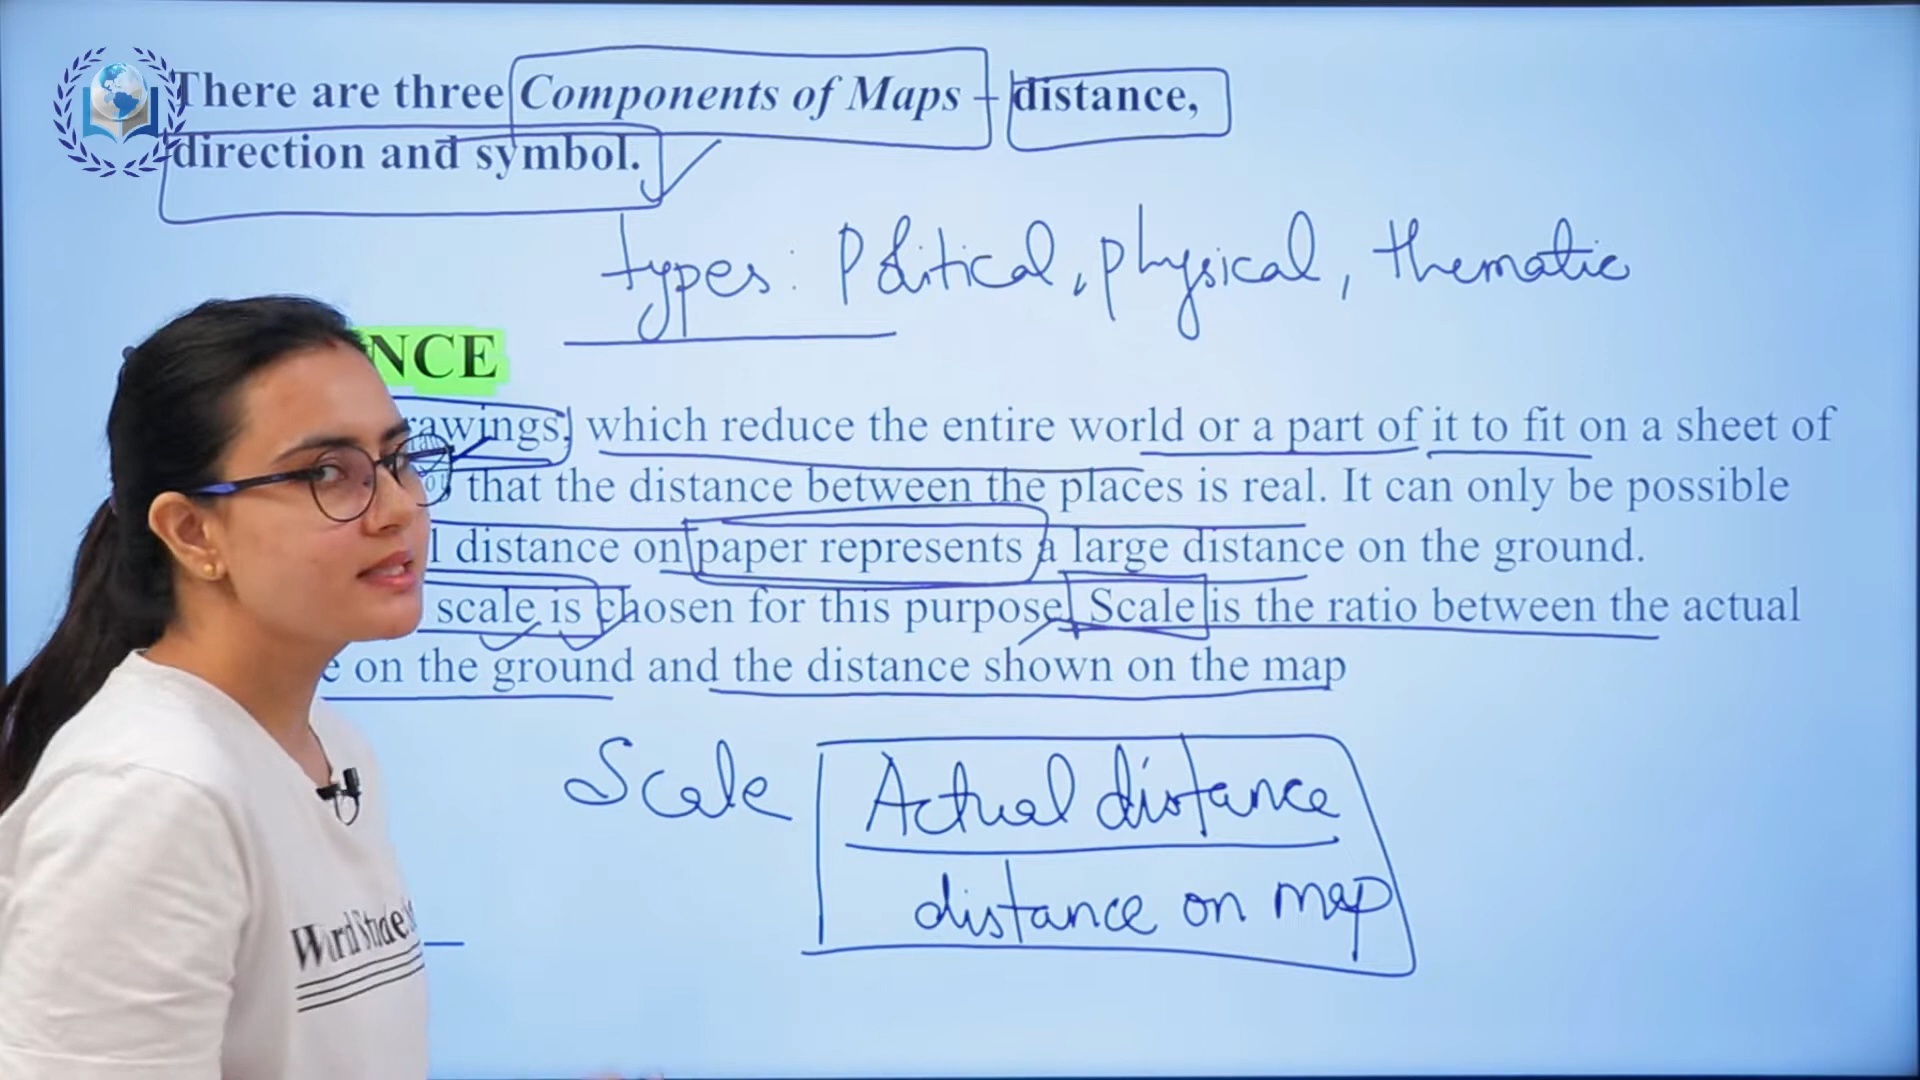 There are three Components of Maps – distance,
direction and symbol.
types: Political, physical, thematic
NCE
rawings, which reduce the entire world or a part of it to fit on a sheet of
that the distance between the places is real. It can only be possible
l distance on paper represents a large distance on the ground.
scale is chosen for this purpose. Scale is the ratio between the actual
e on the ground and the distance shown on the map
Scale Actual distance
distance on map